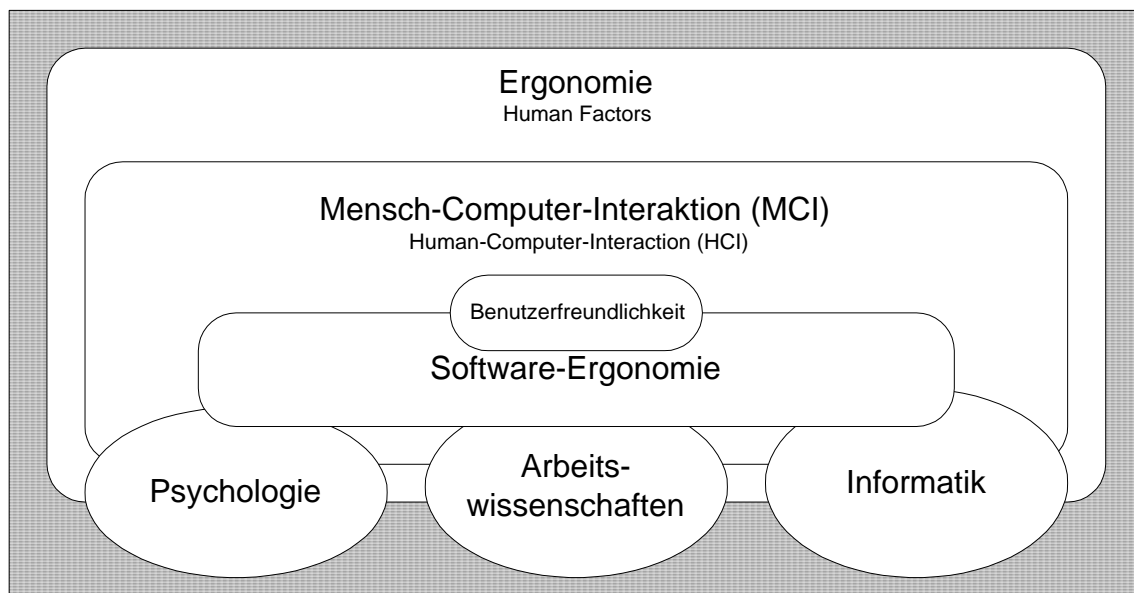 Ergonomie
Human Factors
Mensch-Computer-Interaktion (MCI)
Human-Computer-Interaction (HCI)
Benutzerfreundlichkeit
Software-Ergonomie
Psychologie
Arbeits-
wissenschaften
Informatik